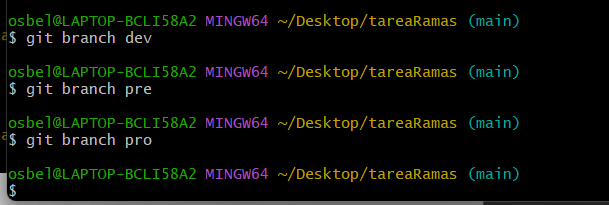 osbel@LAPTOP-BCLI58A2 MINGW64 ~/Desktop/tareaRamas (main)
$ git branch dev
osbel@LAPTOP-BCLI58A2 MINGW64 ~/Desktop/tareaRamas (main)
$ git branch pre
osbel@LAPTOP-BCLI58A2 MINGW64 ~/Desktop/tareaRamas (main)
$ git branch pro
osbel@LAPTOP-BCLI58A2 MINGW64 ~/Desktop/tareaRamas (main)
$